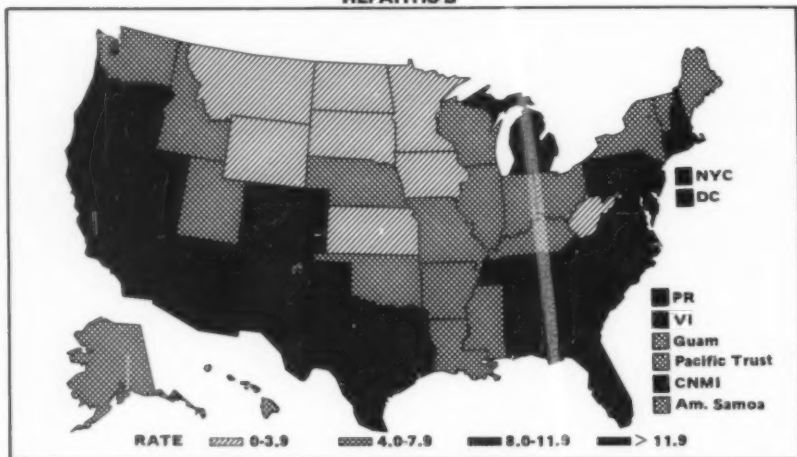 HEPATITIS B
NYC
DC
PR
VI
Guam
Pacific Trust
CNMI
Am. Samoa
RATE 0-3.9 4.0-7.9 8.0-11.9 > 11.9